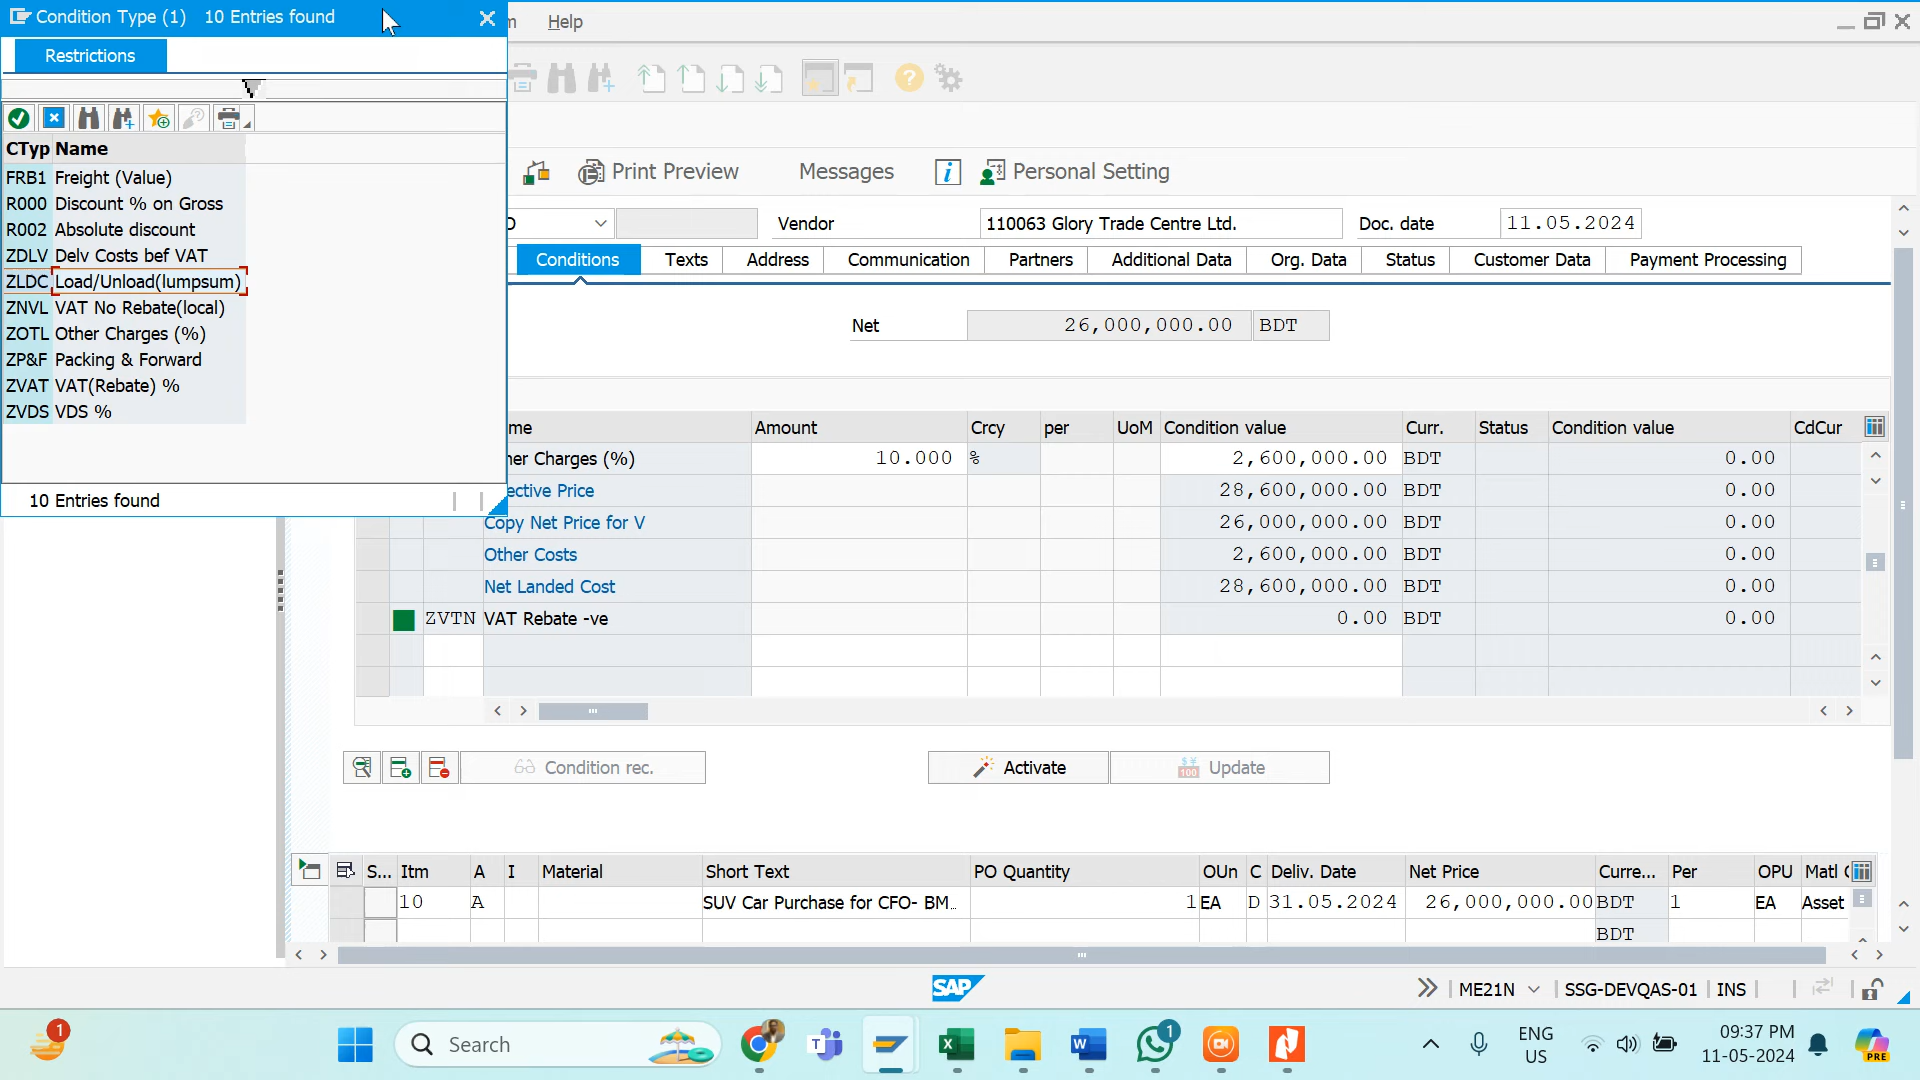 Condition Type (1) 10 Entries found
Help
Restrictions
CTyp Name
FRB1 Freight (Value)
R000 Discount % on Gross
R002 Absolute discount
ZDLV Delv Costs bef VAT
ZLDC Load/Unload(lumpsum)
ZNVL VAT No Rebate(local)
ZOTL Other Charges (%)
ZP&F Packing & Forward
ZVAT VAT(Rebate) %
ZVDS VDS %
10 Entries found
Print Preview Messages Personal Setting
Vendor 110063 Glory Trade Centre Ltd. Doc. date 11.05.2024
Conditions Texts Address Communication Partners Additional Data Org. Data Status Customer Data Payment Processing
Net 26,000,000.00 BDT
me Amount Crcy per UoM Condition value Curr. Status Condition value CdCur
her Charges (%) 10.000 % 2,600,000.00 BDT 0.00
ective Price 28,600,000.00 BDT 0.00
Copy Net Price for V 26,000,000.00 BDT 0.00
Other Costs 2,600,000.00 BDT 0.00
Net Landed Cost 28,600,000.00 BDT 0.00
ZVTN VAT Rebate -ve 0.00 BDT 0.00
Condition rec. Activate Update
S... Itm A I Material Short Text PO Quantity OUn C Deliv. Date Net Price Curre... Per OPU Matl
10 A SUV Car Purchase for CFO- BM... 1 EA D 31.05.2024 26,000,000.00 BDT 1 EA Asset
BDT
SAP ME21N SSG-DEVQAS-01 INS
1 Search 1 ENG 09:37 PM
US 11-05-2024 PRE